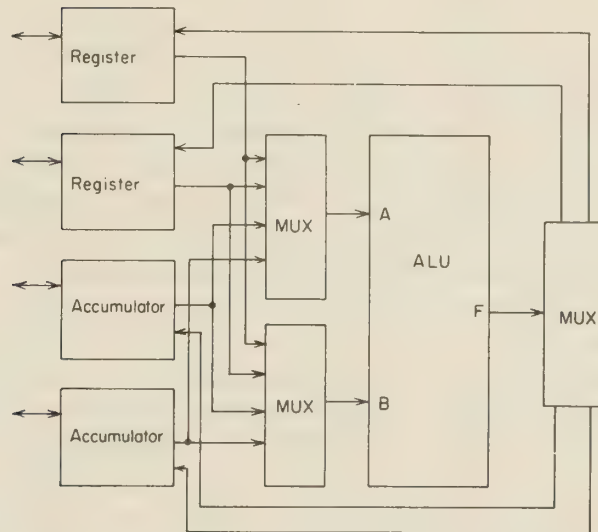 Register
Register
Accumulator
Accumulator
MUX
MUX
A
B
ALU
F
MUX